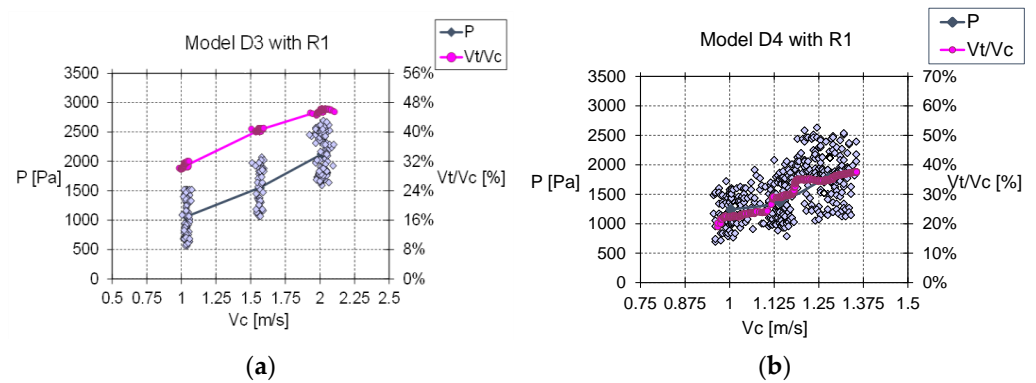 Model D3 with R1
P
Vt/Vc
3500
3000
2500
2000
1500
1000
500
0
P [Pa]
56%
48%
40%
32%
24%
16%
8%
0%
Vt/Vc [%]
0.5 0.75 1 1.25 1.5 1.75 2 2.25 2.5
Vc [m/s]
(a)
Model D4 with R1
P
Vt/Vc
3500
3000
2500
2000
1500
1000
500
0
P [Pa]
70%
60%
50%
40%
30%
20%
10%
0%
Vt/Vc [%]
0.75 0.875 1 1.125 1.25 1.375 1.5
Vc [m/s]
(b)